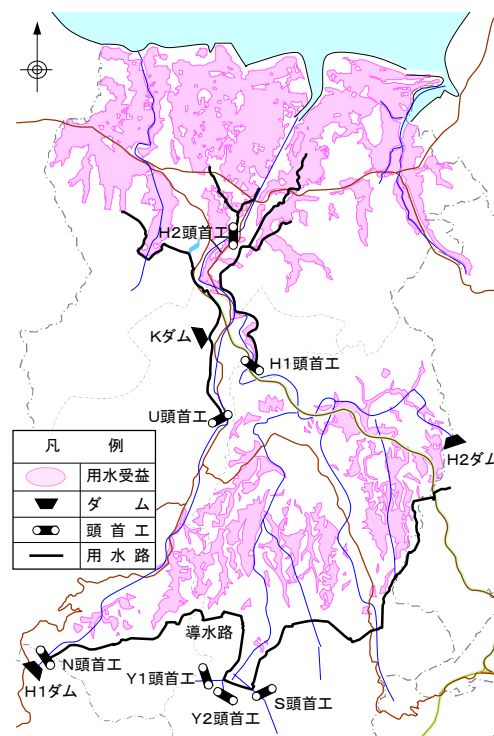 H2頭首工
Kダム
H1頭首工
U頭首工
H2ダム
凡 例
用水受益
ダ ム
頭 首 工
用 水 路
導水路
N頭首工
H1ダム
Y1頭首工
Y2頭首工
S頭首工